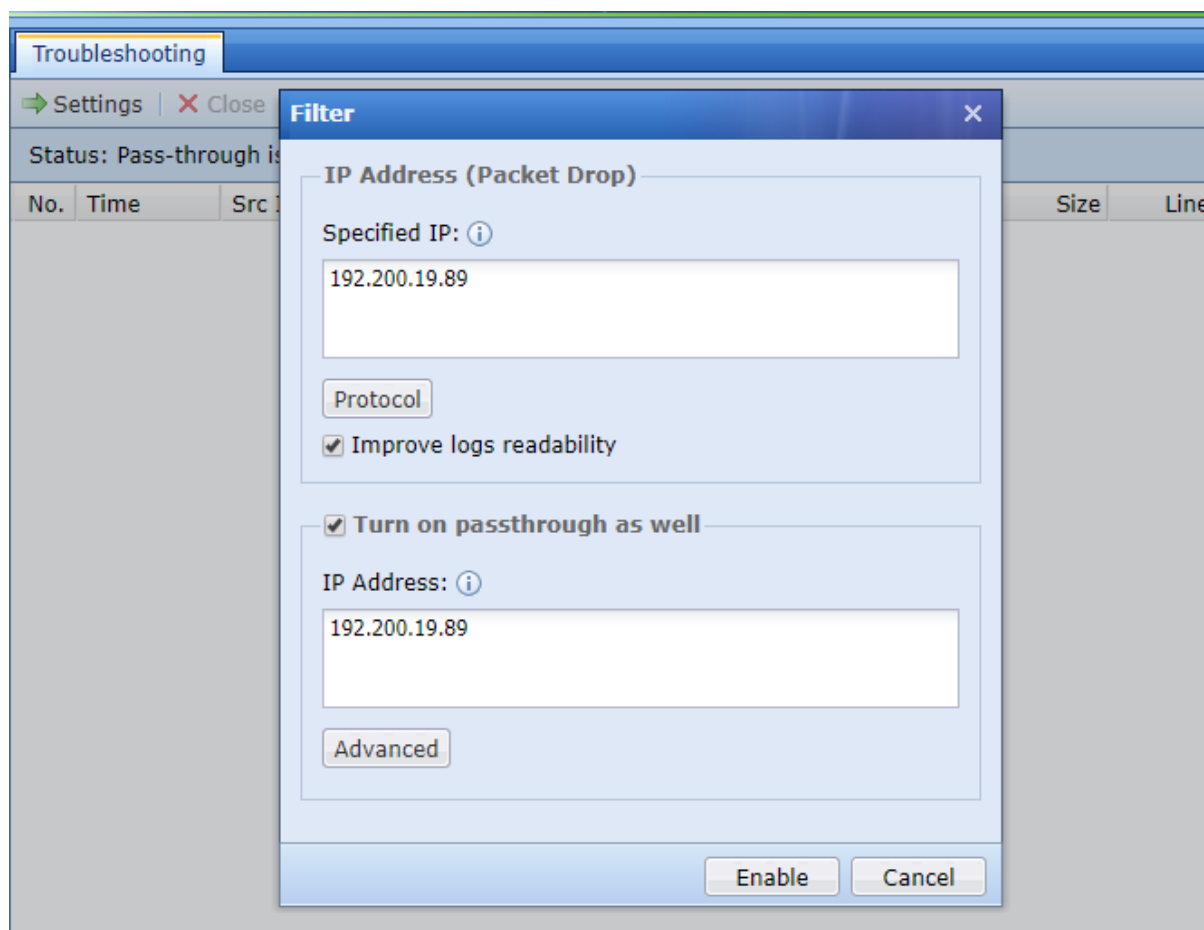 Troubleshooting
Settings Close
Filter
Status: Pass-through
IP Address (Packet Drop)
No. Time Src Size Line
Specified IP:
192.200.19.89
Protocol
Improve logs readability
Turn on passthrough as well
IP Address:
192.200.19.89
Advanced
Enable Cancel